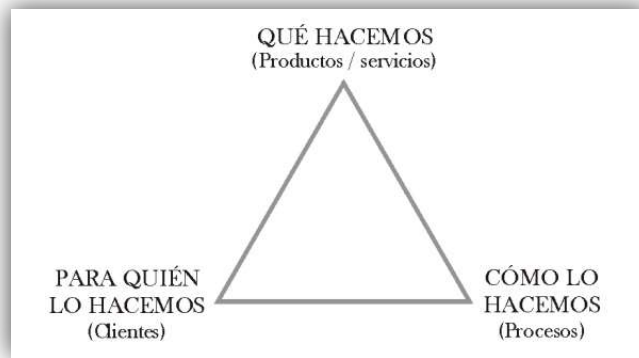 QUÉ HACEMOS
(Productos / servicios)
PARA QUIÉN
LO HACEMOS
(Clientes)
CÓMO LO
HACEMOS
(Procesos)